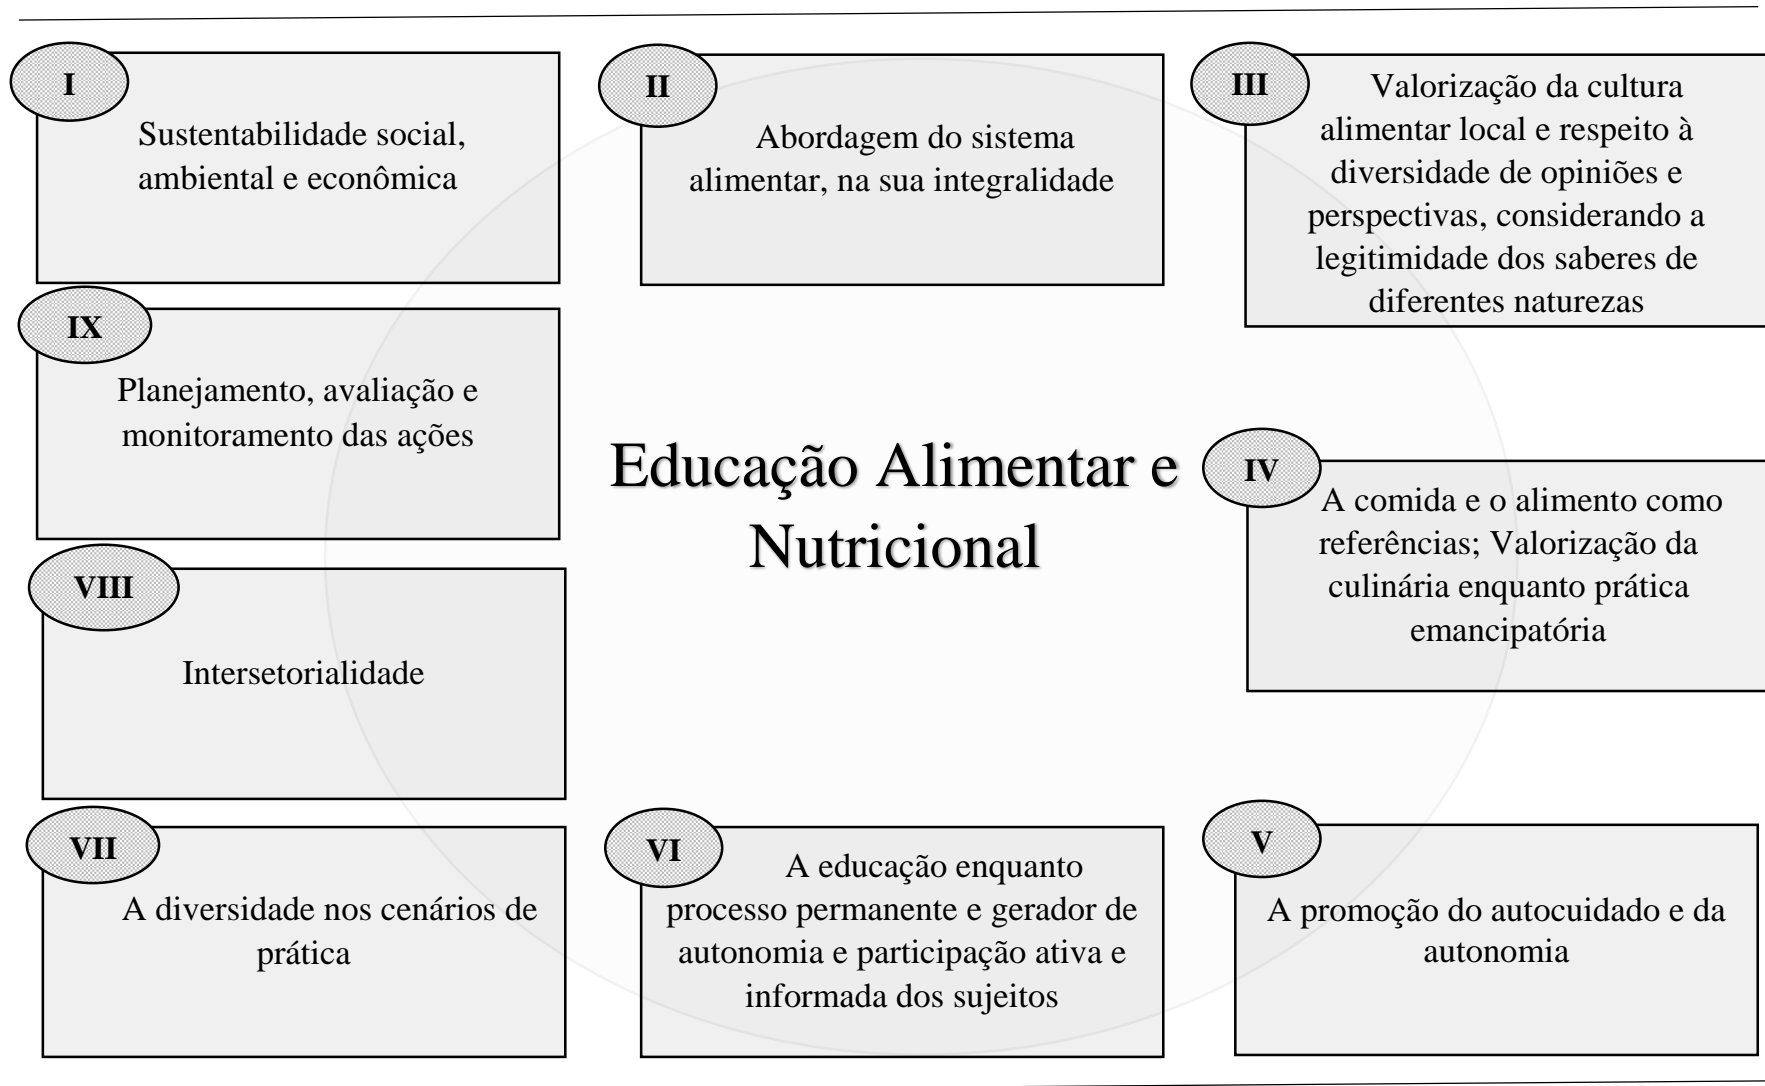 I
Sustentabilidade social,
ambiental e econômica
II
Abordagem do sistema
alimentar, na sua integralidade
III
Valorização da cultura
alimentar local e respeito à
diversidade de opiniões e
perspectivas, considerando a
legitimidade dos saberes de
diferentes naturezas
IX
Planejamento, avaliação e
monitoramento das ações
Educação Alimentar e
Nutricional
IV
A comida e o alimento como
referências; Valorização da
culinária enquanto prática
emancipatória
VIII
Intersetorialidade
VII
A diversidade nos cenários de
prática
VI
A educação enquanto
processo permanente e gerador de
autonomia e participação ativa e
informada dos sujeitos
V
A promoção do autocuidado e da
autonomia